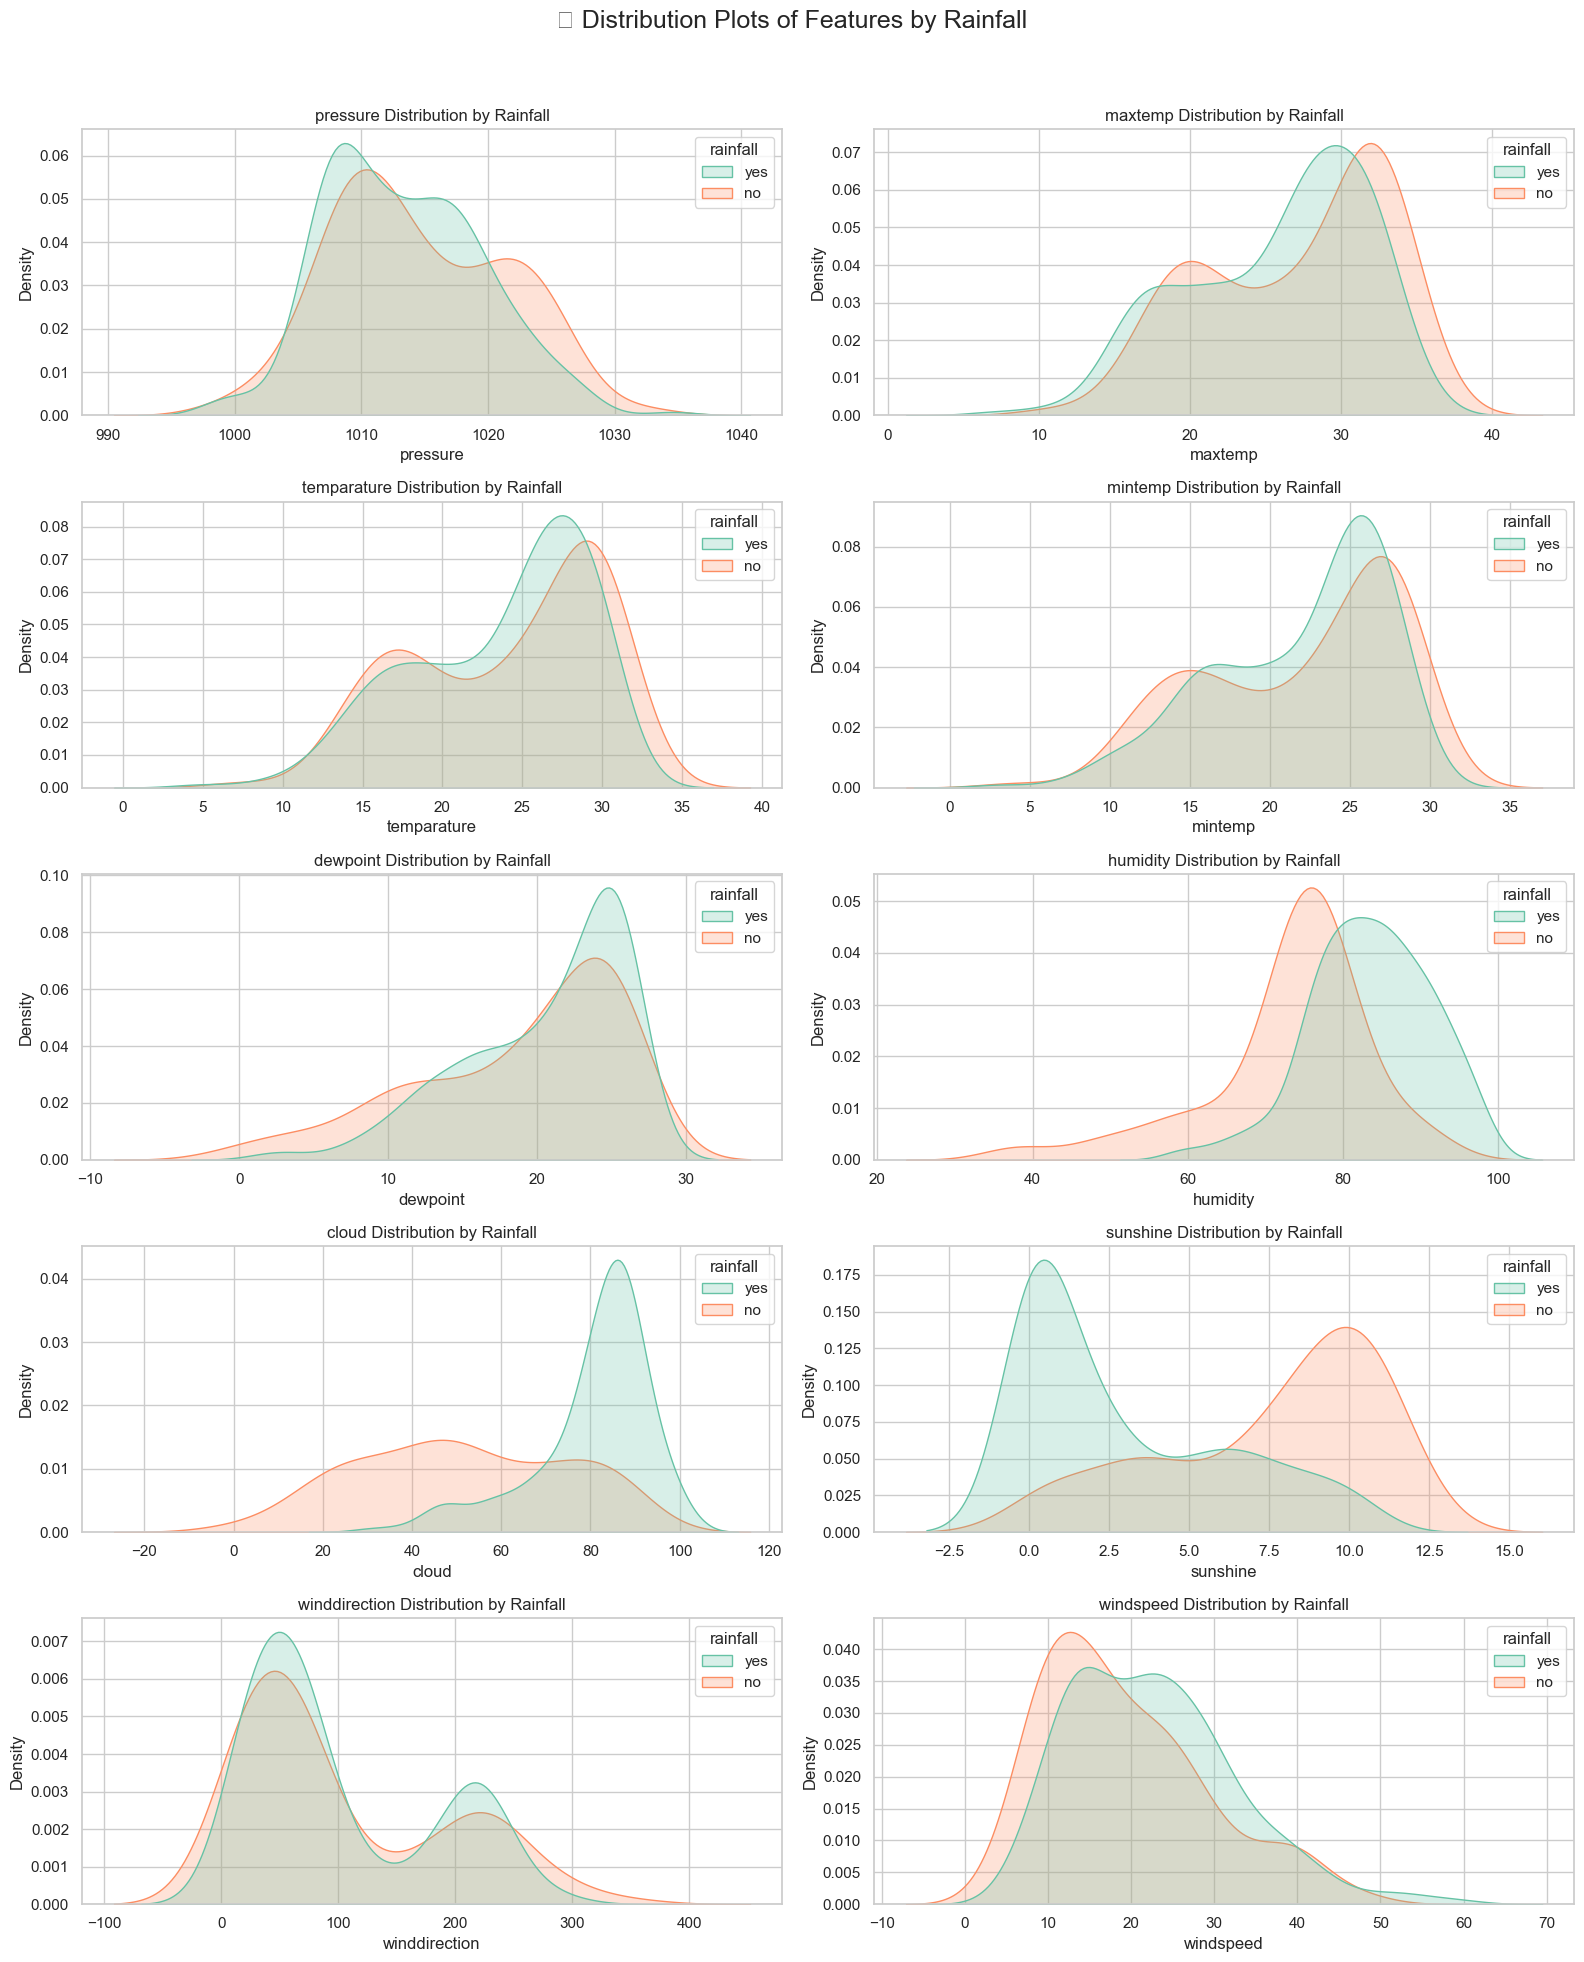 Distribution Plots of Features by Rainfall
pressure Distribution by Rainfall
rainfall
yes
no
0.06
0.05
0.04
0.03
0.02
0.01
0.00
Density
990 1000 1010 1020 1030 1040
pressure
maxtemp Distribution by Rainfall
rainfall
yes
no
0.07
0.06
0.05
0.04
0.03
0.02
0.01
0.00
Density
0 10 20 30 40
maxtemp
temparature Distribution by Rainfall
rainfall
yes
no
0.08
0.07
0.06
0.05
0.04
0.03
0.02
0.01
0.00
Density
0 5 10 15 20 25 30 35 40
temparature
mintemp Distribution by Rainfall
rainfall
yes
no
0.08
0.06
0.04
0.02
0.00
Density
0 5 10 15 20 25 30 35
mintemp
dewpoint Distribution by Rainfall
rainfall
yes
no
0.10
0.08
0.06
0.04
0.02
0.00
Density
−10 0 10 20 30
dewpoint
humidity Distribution by Rainfall
rainfall
yes
no
0.05
0.04
0.03
0.02
0.01
0.00
Density
20 40 60 80 100
humidity
cloud Distribution by Rainfall
rainfall
yes
no
0.04
0.03
0.02
0.01
0.00
Density
−20 0 20 40 60 80 100 120
cloud
sunshine Distribution by Rainfall
rainfall
yes
no
0.175
0.150
0.125
0.100
0.075
0.050
0.025
0.000
Density
−2.5 0.0 2.5 5.0 7.5 10.0 12.5 15.0
sunshine
winddirection Distribution by Rainfall
rainfall
yes
no
0.007
0.006
0.005
0.004
0.003
0.002
0.001
0.000
Density
−100 0 100 200 300 400
winddirection
windspeed Distribution by Rainfall
rainfall
yes
no
0.040
0.035
0.030
0.025
0.020
0.015
0.010
0.005
0.000
Density
−10 0 10 20 30 40 50 60 70
windspeed